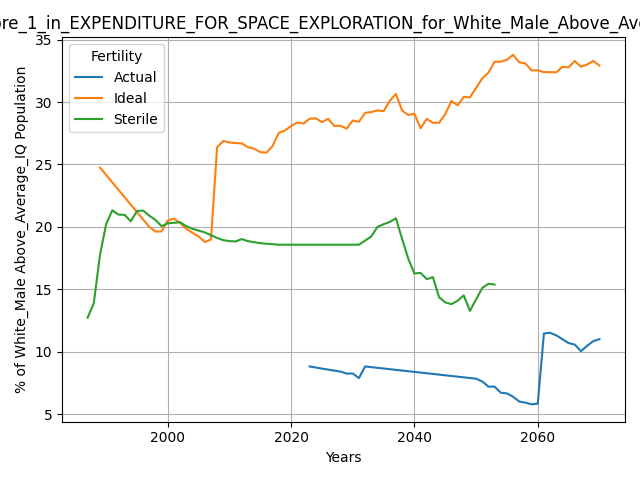 re_1_in_EXPENDITURE_FOR_SPACE_EXPLORATION_for_White_Male_Above_Ave
35
30
25
20
15
10
5
% of White_Male Above_Average_IQ Population
Fertility
Actual
Ideal
Sterile
2000
2020
2040
2060
Years